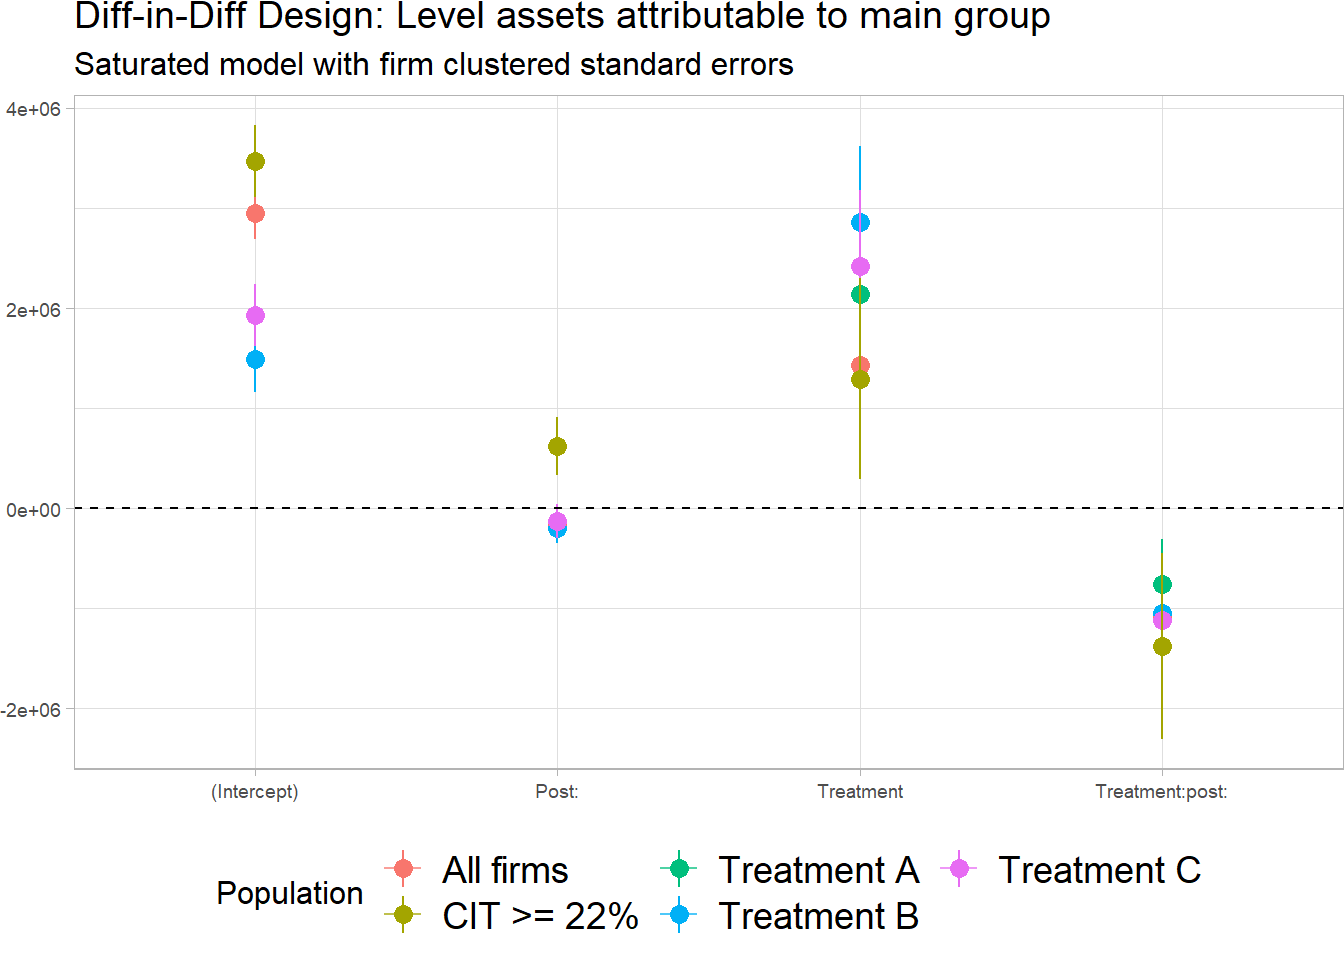 Diff-in-Diff Design: Level assets attributable to main group
Saturated model with firm clustered standard errors
4e+06
2e+06
0e+00
-2e+06
(Intercept)
Post:
Treatment
Treatment:post:
Population
All firms
CIT >= 22%
Treatment A
Treatment B
Treatment C